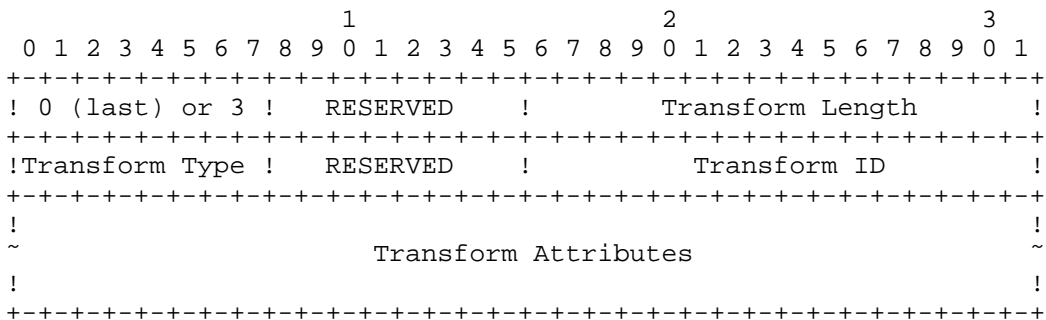 1                   2                   3
 0 1 2 3 4 5 6 7 8 9 0 1 2 3 4 5 6 7 8 9 0 1 2 3 4 5 6 7 8 9 0 1
+-+-+-+-+-+-+-+-+-+-+-+-+-+-+-+-+-+-+-+-+-+-+-+-+-+-+-+-+-+-+-+-+
! 0 (last) or 3 !   RESERVED    !        Transform Length       !
+-+-+-+-+-+-+-+-+-+-+-+-+-+-+-+-+-+-+-+-+-+-+-+-+-+-+-+-+-+-+-+-+
!Transform Type !   RESERVED    !          Transform ID         !
+-+-+-+-+-+-+-+-+-+-+-+-+-+-+-+-+-+-+-+-+-+-+-+-+-+-+-+-+-+-+-+-+
!                                                               !
~                      Transform Attributes                     ~
!                                                               !
+-+-+-+-+-+-+-+-+-+-+-+-+-+-+-+-+-+-+-+-+-+-+-+-+-+-+-+-+-+-+-+-+